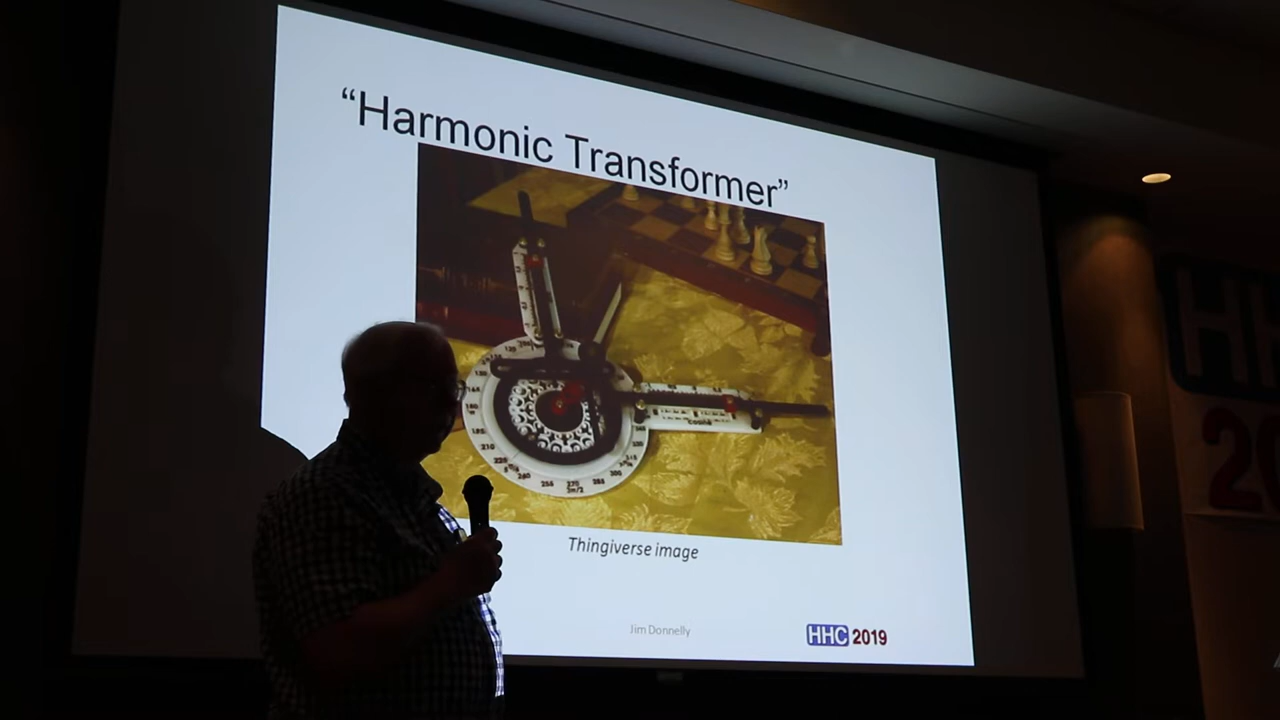 “Harmonic Transformer”
Thingiverse image
Jim Donnelly
HHC 2019